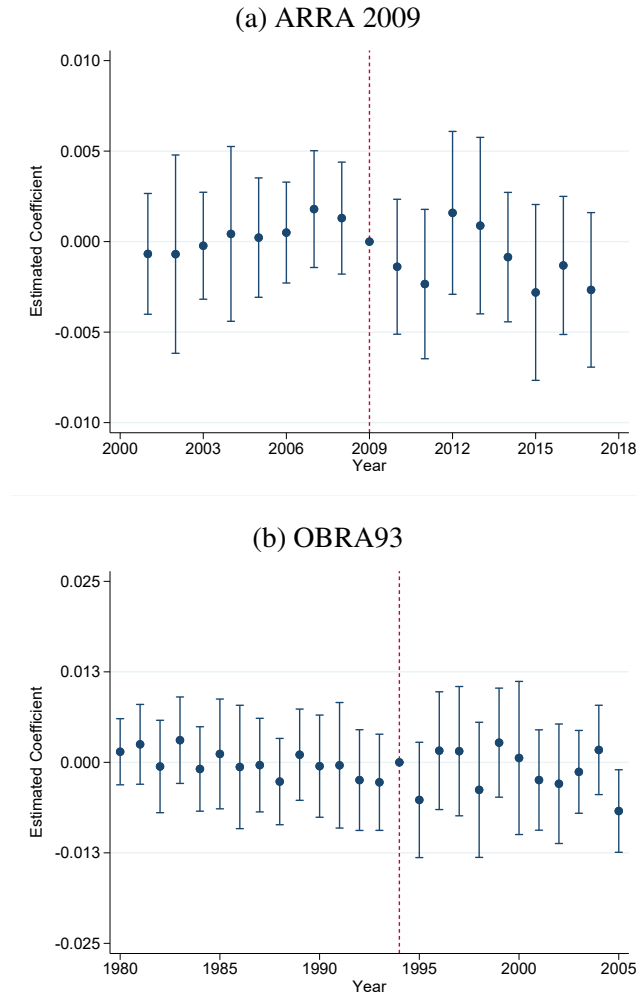 (a) ARRA 2009
0.010
0.005
0.000
-0.005
-0.010
Estimated Coefficient
2000 2003 2006 2009 2012 2015 2018
Year
(b) OBRA93
0.025
0.013
0.000
-0.013
-0.025
Estimated Coefficient
1980 1985 1990 1995 2000 2005
Year